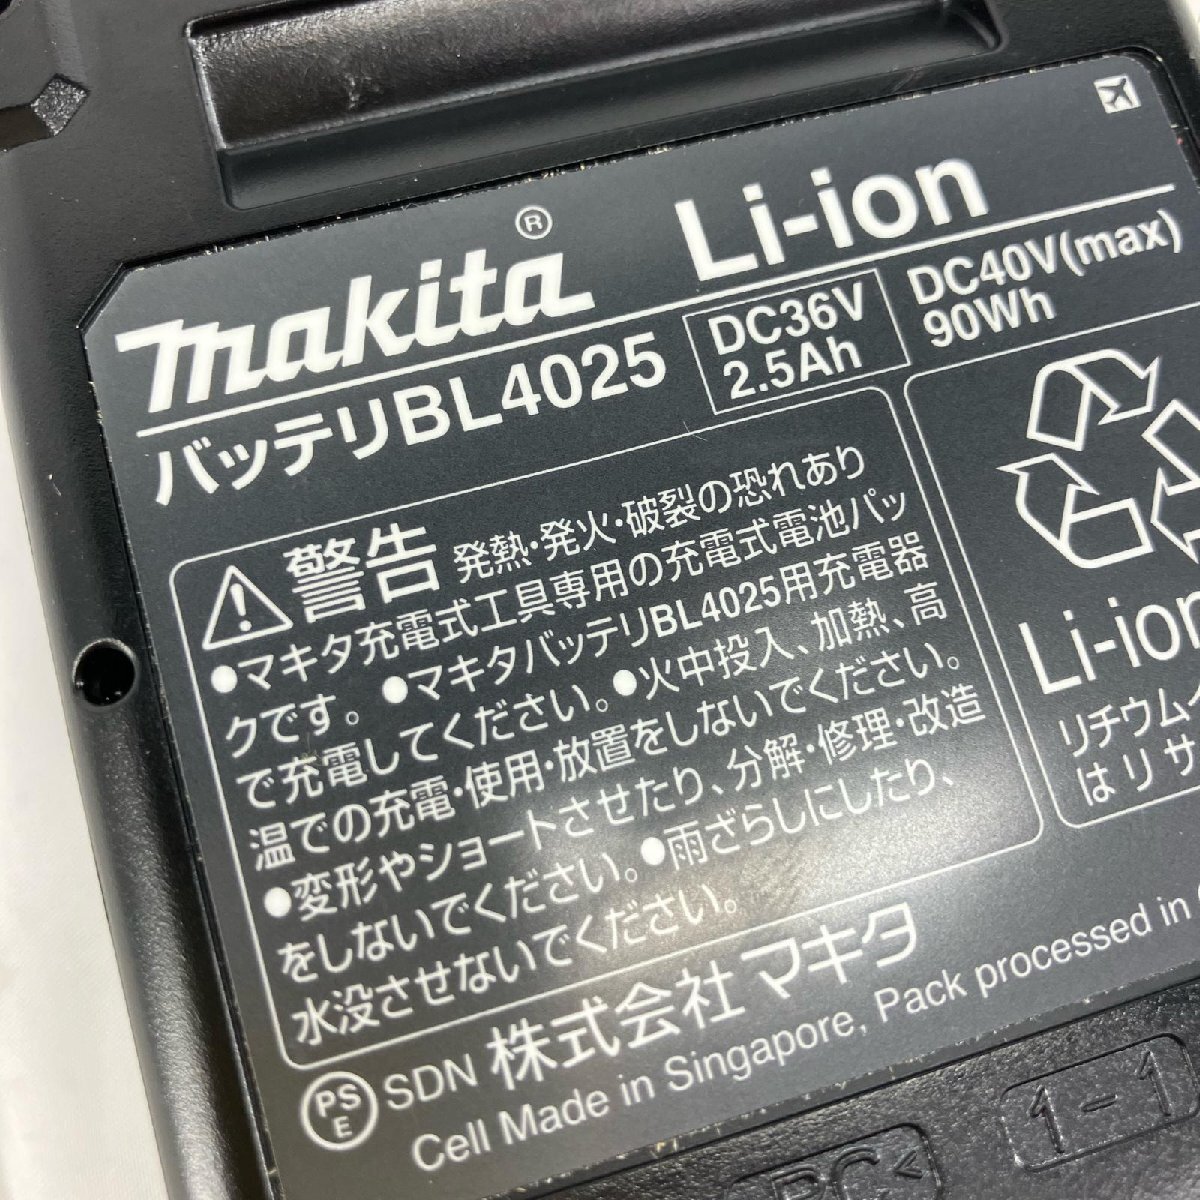 makita®
Li-ion
バッテリBL4025
DC36V
2.5Ah
DC40V(max)
90Wh
警告 発熱・発火・破裂の恐れあり
●マキタ充電式工具専用の充電式電池パッ
クです。●マキタバッテリBL4025用充電器
で充電してください。●火中投入、加熱、高
温での充電・使用・放置をしないでください。
●変形やショートさせたり、分解・修理・改造
をしないでください。●雨ざらしにしたり、
水没させないでください。
Li-ion
リチウム
はリサ
PS
E
SDN 株式会社マキタ
Cell Made in Singapore, Pack processed in
1-1
PC<